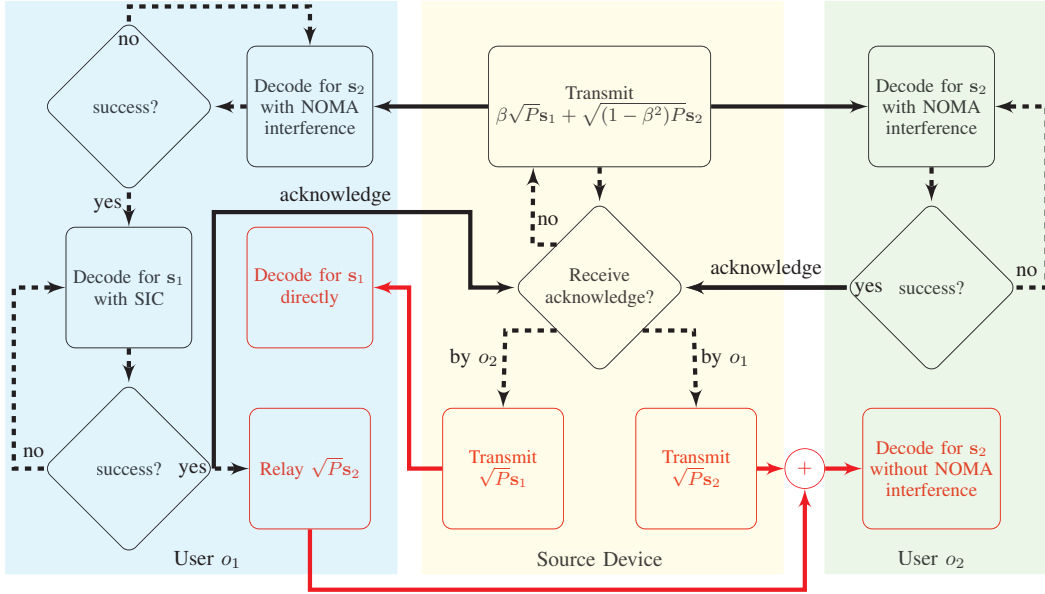 no
Decode for s₂
with NOMA
interference
success?
Transmit
β√P s₁ + √((1 − β²)P) s₂
Decode for s₂
with NOMA
interference
yes
acknowledge
no
Decode for s₁
with SIC
Decode for s₁
directly
Receive
acknowledge?
acknowledge
yes
success?
no
by o₂
by o₁
no
success?
yes
Relay √P s₂
Transmit
√P s₁
Transmit
√P s₂
+
Decode for s₂
without NOMA
interference
User o₁
Source Device
User o₂